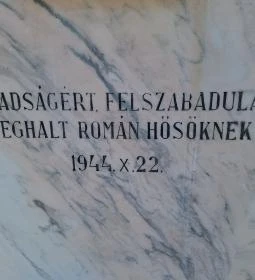 ADSÁGÉRT, FELSZABADULÁ
EGHALT ROMÁN HŐSÖKNEK
1944.X.22.